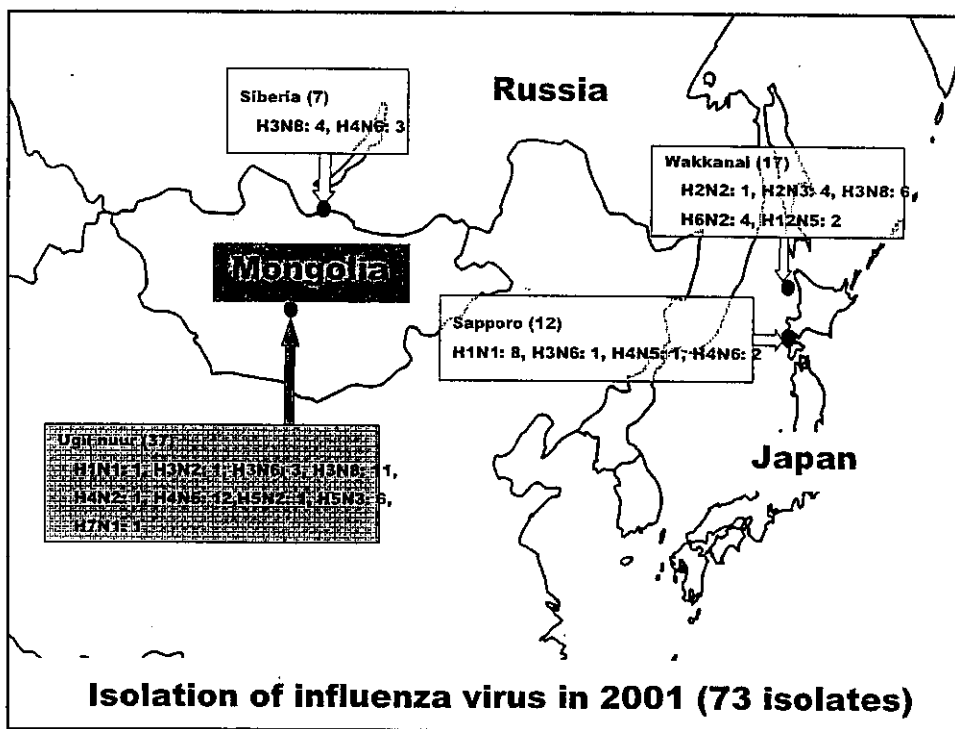 Siberia (7)
H3N8: 4, H4N6: 3
Russia
Wakkanai (17)
H2N2: 1, H2N3: 4, H3N8: 6,
H6N2: 4, H12N5: 2
Mongolia
Sapporo (12)
H1N1: 8, H3N6: 1, H4N5: 1, H4N6: 2
Ugii nuur (37)
H1N1: 1, H3N2: 1, H3N6: 3, H3N8: 11,
H4N2: 1, H4N6: 12, H5N2: 1, H5N3: 6,
H7N1: 1
Japan
Isolation of influenza virus in 2001 (73 isolates)